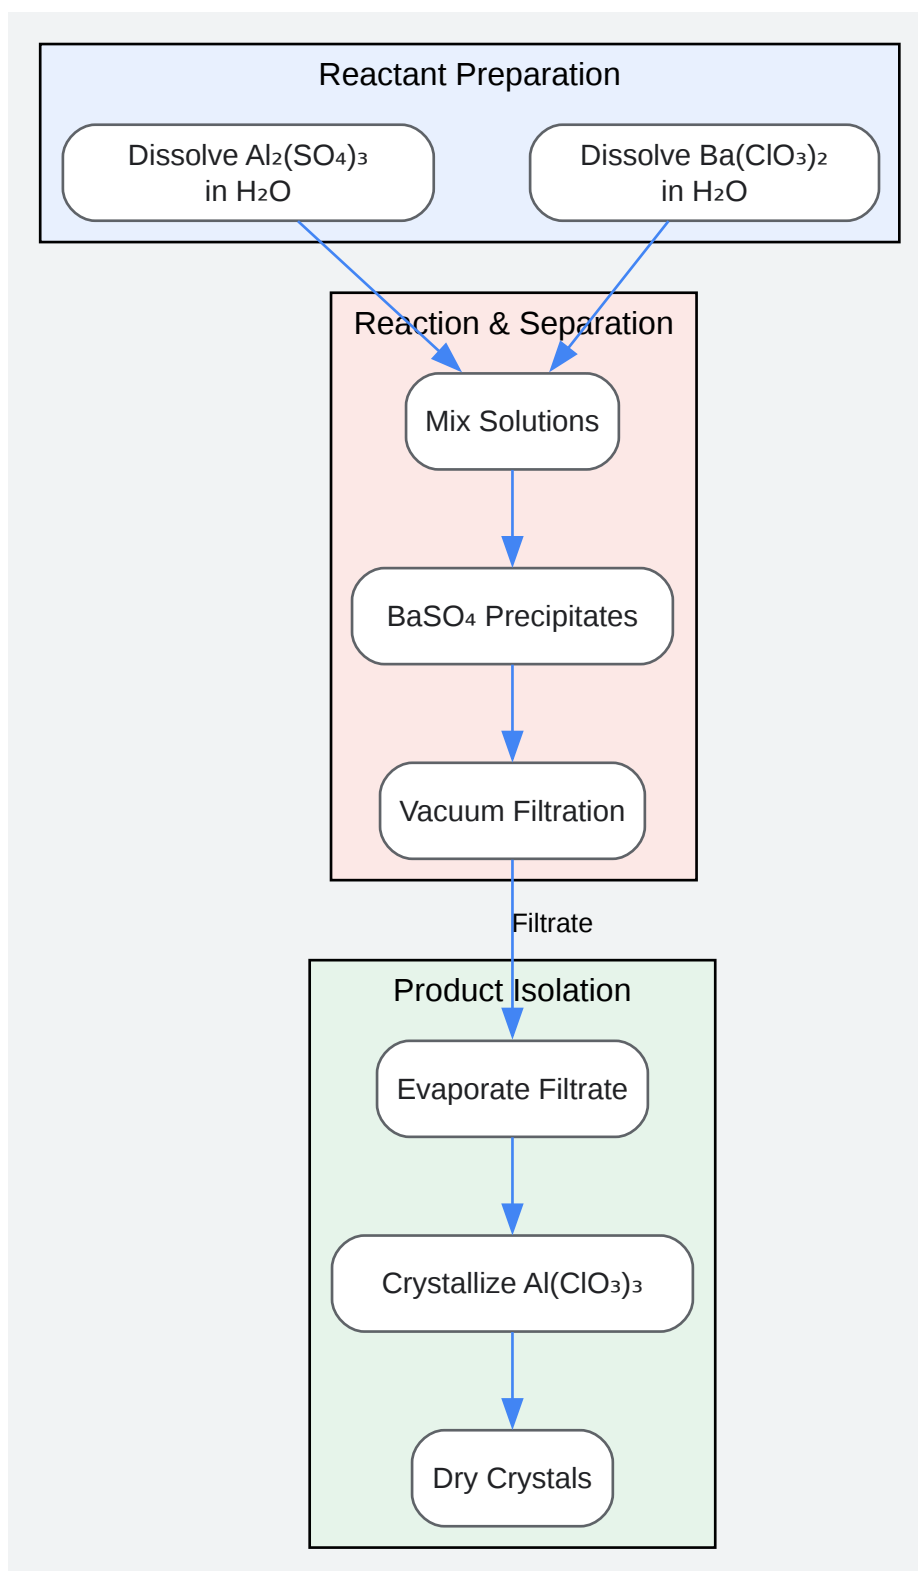 Reactant Preparation
Dissolve Al₂(SO₄)₃
in H₂O
Dissolve Ba(ClO₃)₂
in H₂O
Reaction & Separation
Mix Solutions
BaSO₄ Precipitates
Vacuum Filtration
Filtrate
Product Isolation
Evaporate Filtrate
Crystallize Al(ClO₃)₃
Dry Crystals